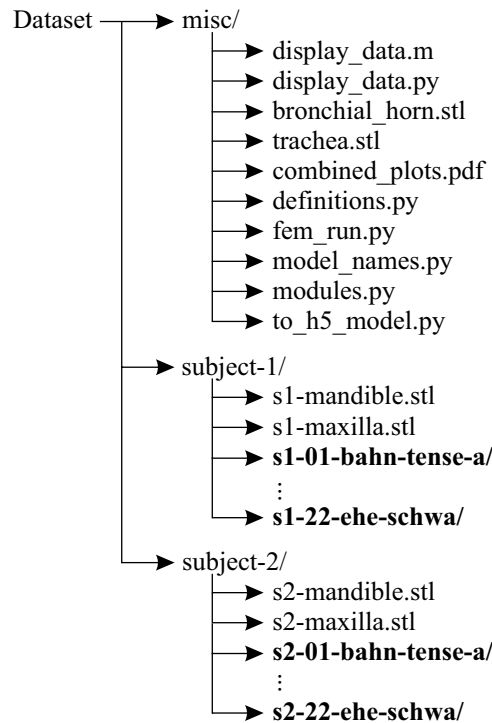 Dataset misc/
display_data.m
display_data.py
bronchial_horn.stl
trachea.stl
combined_plots.pdf
definitions.py
fem_run.py
model_names.py
modules.py
to_h5_model.py
subject-1/
s1-mandible.stl
s1-maxilla.stl
s1-01-bahn-tense-a/
⋮
s1-22-ehe-schwa/
subject-2/
s2-mandible.stl
s2-maxilla.stl
s2-01-bahn-tense-a/
⋮
s2-22-ehe-schwa/